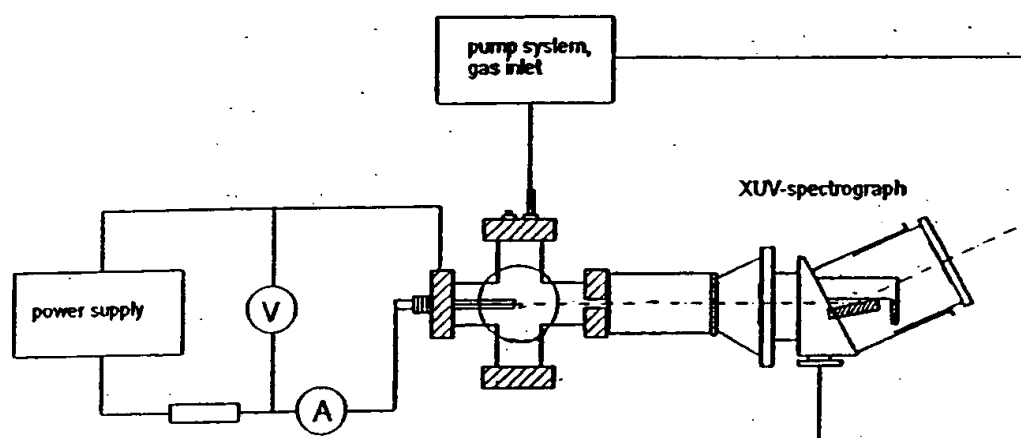 pump system,
gas inlet
XUV-spectrograph
power supply
V
A